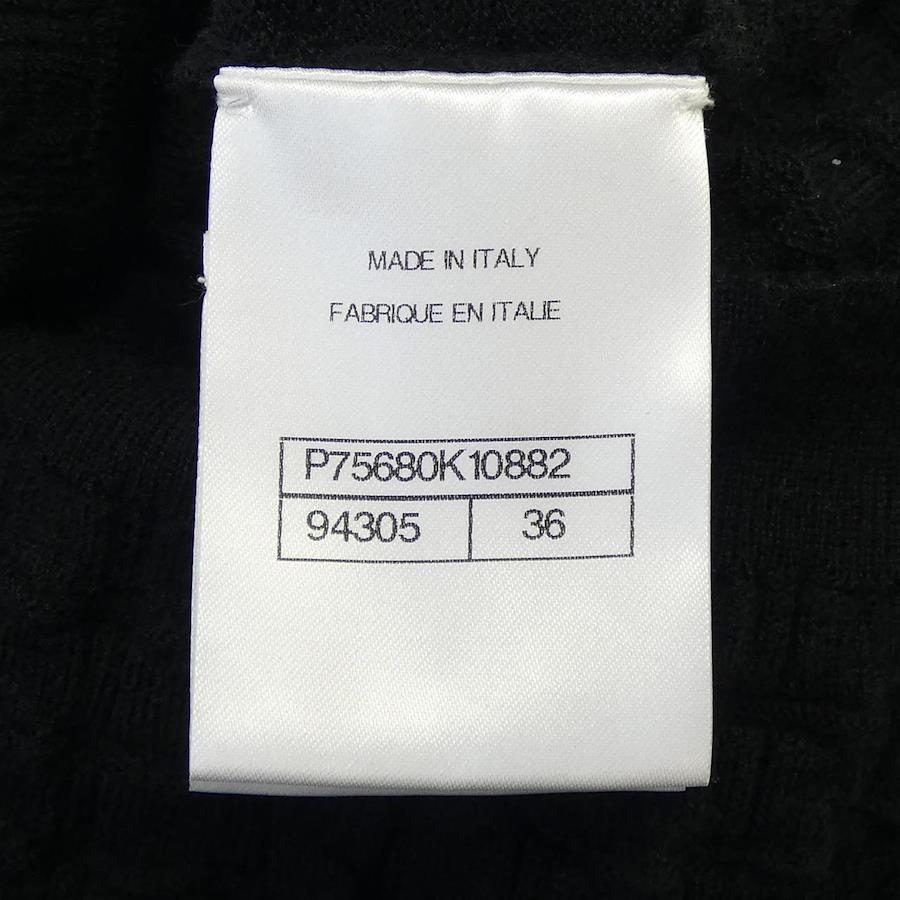 MADE IN ITALY
FABRIQUE EN ITALIE
P75680K10882
94305 36